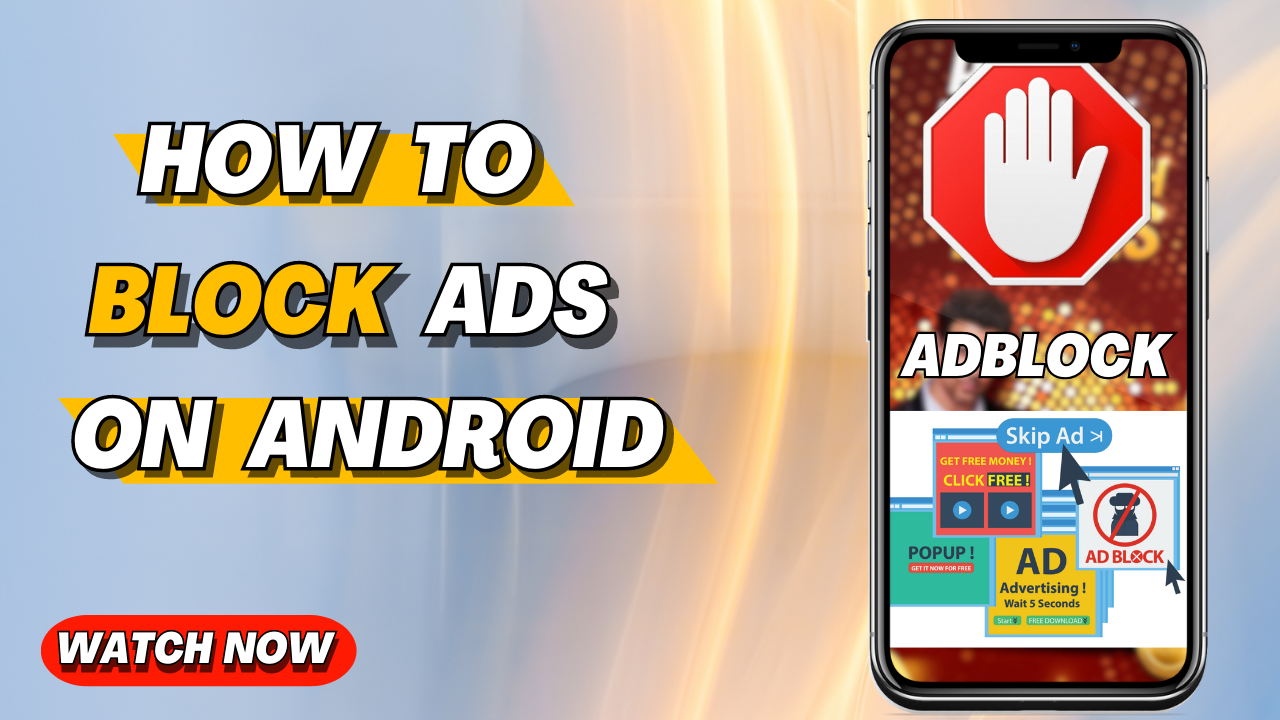 HOW TO
BLOCK ADS
ON ANDROID
WATCH NOW
ADBLOCK
Skip Ad
GET FREE MONEY !
CLICK FREE !
POPUP !
GET IT NOW FOR FREE
AD
Advertising !
Wait 5 Seconds
Start
FREE DOWNLOAD
AD BLOCK